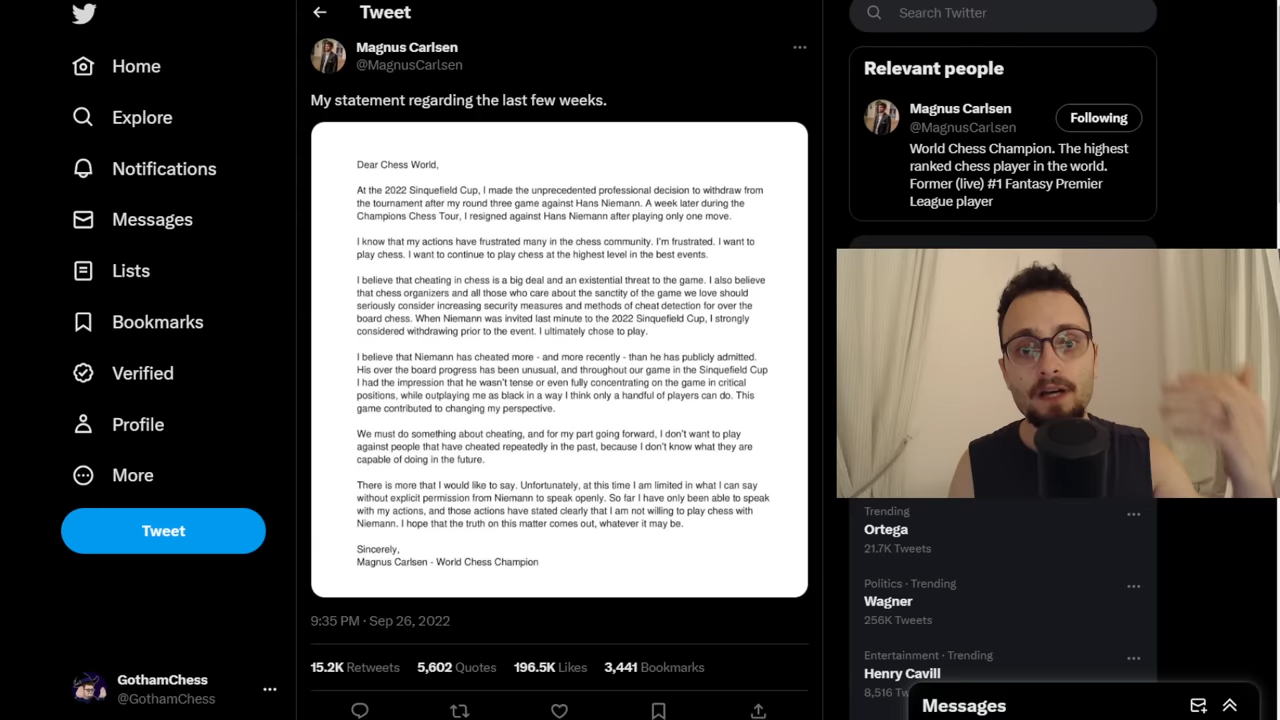 Home
Explore
Notifications
Messages
Lists
Bookmarks
Verified
Profile
More
Tweet
GothamChess
@GothamChess
Tweet
Magnus Carlsen
@MagnusCarlsen
My statement regarding the last few weeks.
Dear Chess World,
At the 2022 Sinquefield Cup, I made the unprecedented professional decision to withdraw from
the tournament after my round three game against Hans Niemann. A week later during the
Champions Chess Tour, I resigned against Hans Niemann after playing only one move.
I know that my actions have frustrated many in the chess community. I'm frustrated. I want to
play chess. I want to continue to play chess at the highest level in the best events.
I believe that cheating in chess is a big deal and an existential threat to the game. I also believe
that chess organizers and all those who care about the sanctity of the game we love should
seriously consider increasing security measures and methods of cheat detection for over the
board chess. When Niemann was invited last minute to the 2022 Sinquefield Cup, I strongly
considered withdrawing prior to the event. I ultimately chose to play.
I believe that Niemann has cheated more - and more recently - than he has publicly admitted.
His over the board progress has been unusual, and throughout our game in the Sinquefield Cup
I had the impression that he wasn't tense or even fully concentrating on the game in critical
positions, while outplaying me as black in a way I think only a handful of players can do. This
game contributed to changing my perspective.
We must do something about cheating, and for my part going forward, I don't want to play
against people that have cheated repeatedly in the past, because I don't know what they are
capable of doing in the future.
There is more that I would like to say. Unfortunately, at this time I am limited in what I can say
without explicit permission from Niemann to speak openly. So far I have only been able to speak
with my actions, and those actions have stated clearly that I am not willing to play chess with
Niemann. I hope that the truth on this matter comes out, whatever it may be.
Sincerely,
Magnus Carlsen - World Chess Champion
9:35 PM · Sep 26, 2022
15.2K Retweets 5,602 Quotes 196.5K Likes 3,441 Bookmarks
Search Twitter
Relevant people
Magnus Carlsen
@MagnusCarlsen
Following
World Chess Champion. The highest
ranked chess player in the world.
Former (live) #1 Fantasy Premier
League player
Trending
Ortega
21.7K Tweets
Politics · Trending
Wagner
256K Tweets
Entertainment · Trending
Henry Cavill
8,516 Tw
Messages